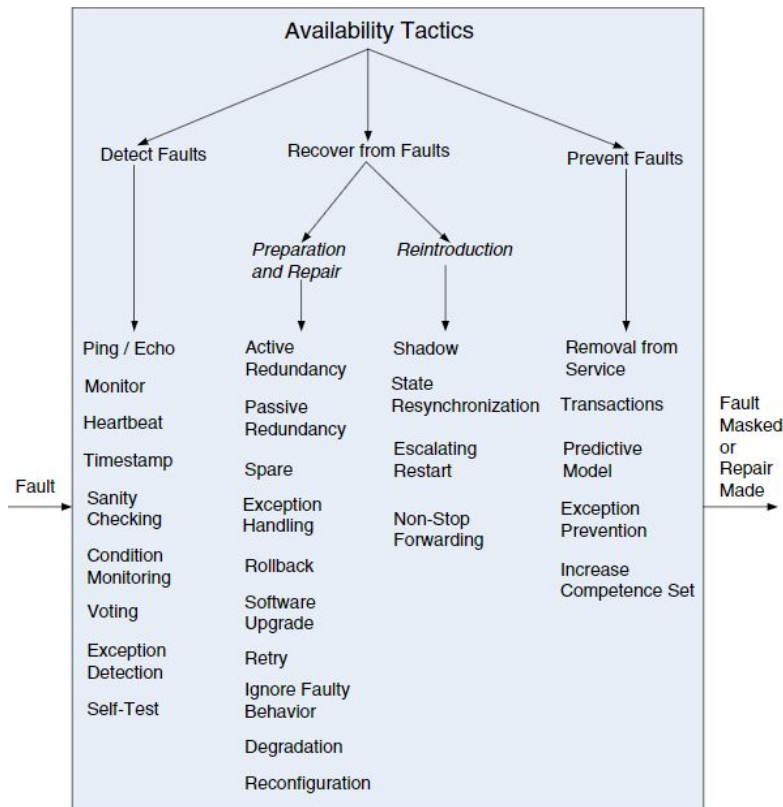 Availability Tactics
Detect Faults
Recover from Faults
Prevent Faults
Preparation
and Repair
Reintroduction
Fault
Ping / Echo
Monitor
Heartbeat
Timestamp
Sanity
Checking
Condition
Monitoring
Voting
Exception
Detection
Self-Test
Active
Redundancy
Passive
Redundancy
Spare
Exception
Handling
Rollback
Software
Upgrade
Retry
Ignore Faulty
Behavior
Degradation
Reconfiguration
Shadow
State
Resynchronization
Escalating
Restart
Non-Stop
Forwarding
Removal from
Service
Transactions
Predictive
Model
Exception
Prevention
Increase
Competence Set
Fault
Masked
or
Repair
Made